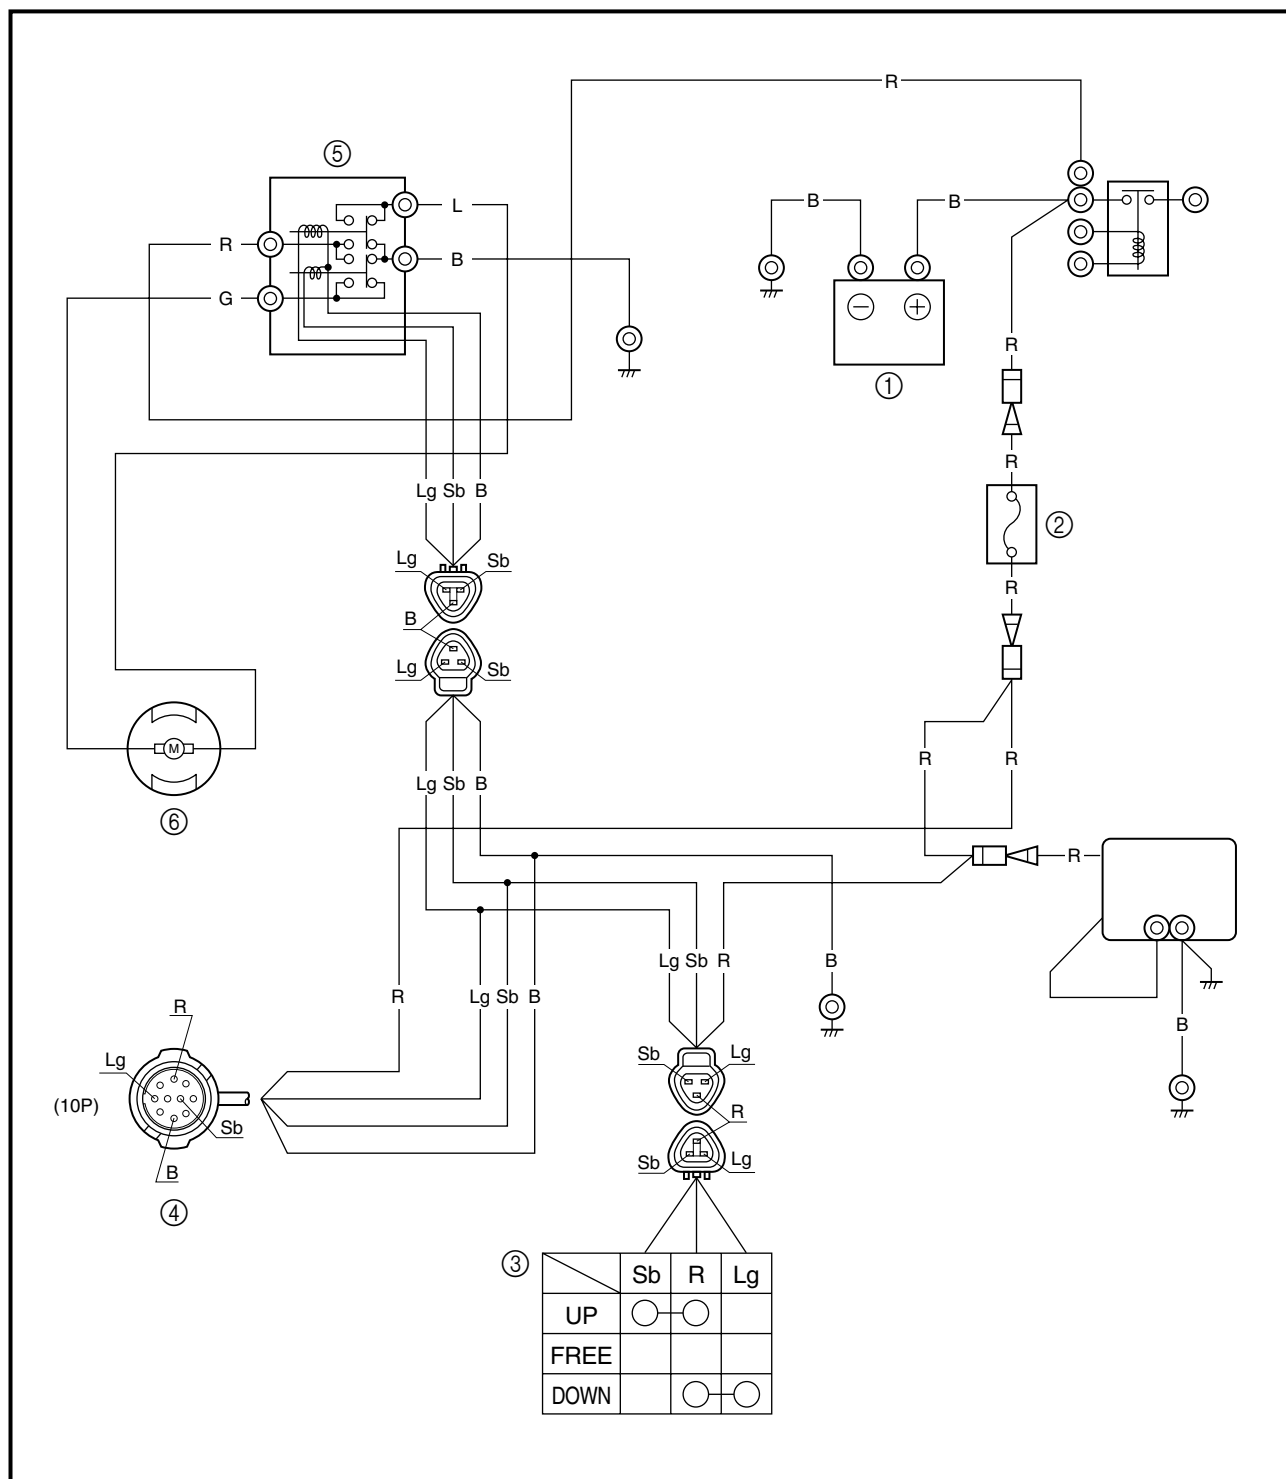 R
⑤
B
B
L
R
B
G
− +
①
R
R
②
Lg Sb B
R
Lg Sb
B
Lg Sb
M
⑥
R R
Lg Sb B
R
Lg Sb R
B
R Lg Sb B
B
R
Lg
(10P)
Sb
B
④
Sb Lg
R
Sb Lg
③
Sb R Lg
UP
FREE
DOWN